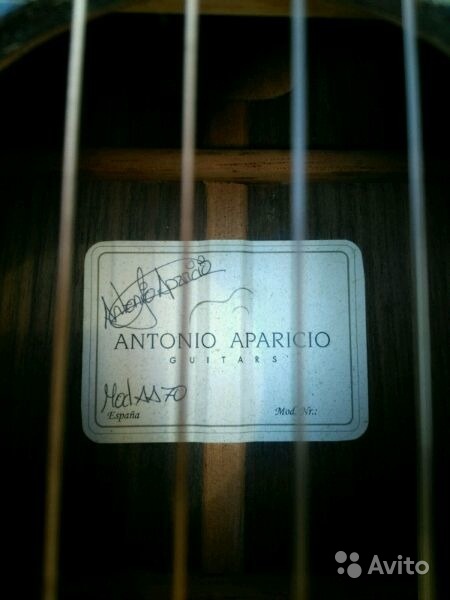 Antonio Aparicio
ANTONIO APARICIO
GUITARS
Mod AA70
España Mod. Nr.:
Avito